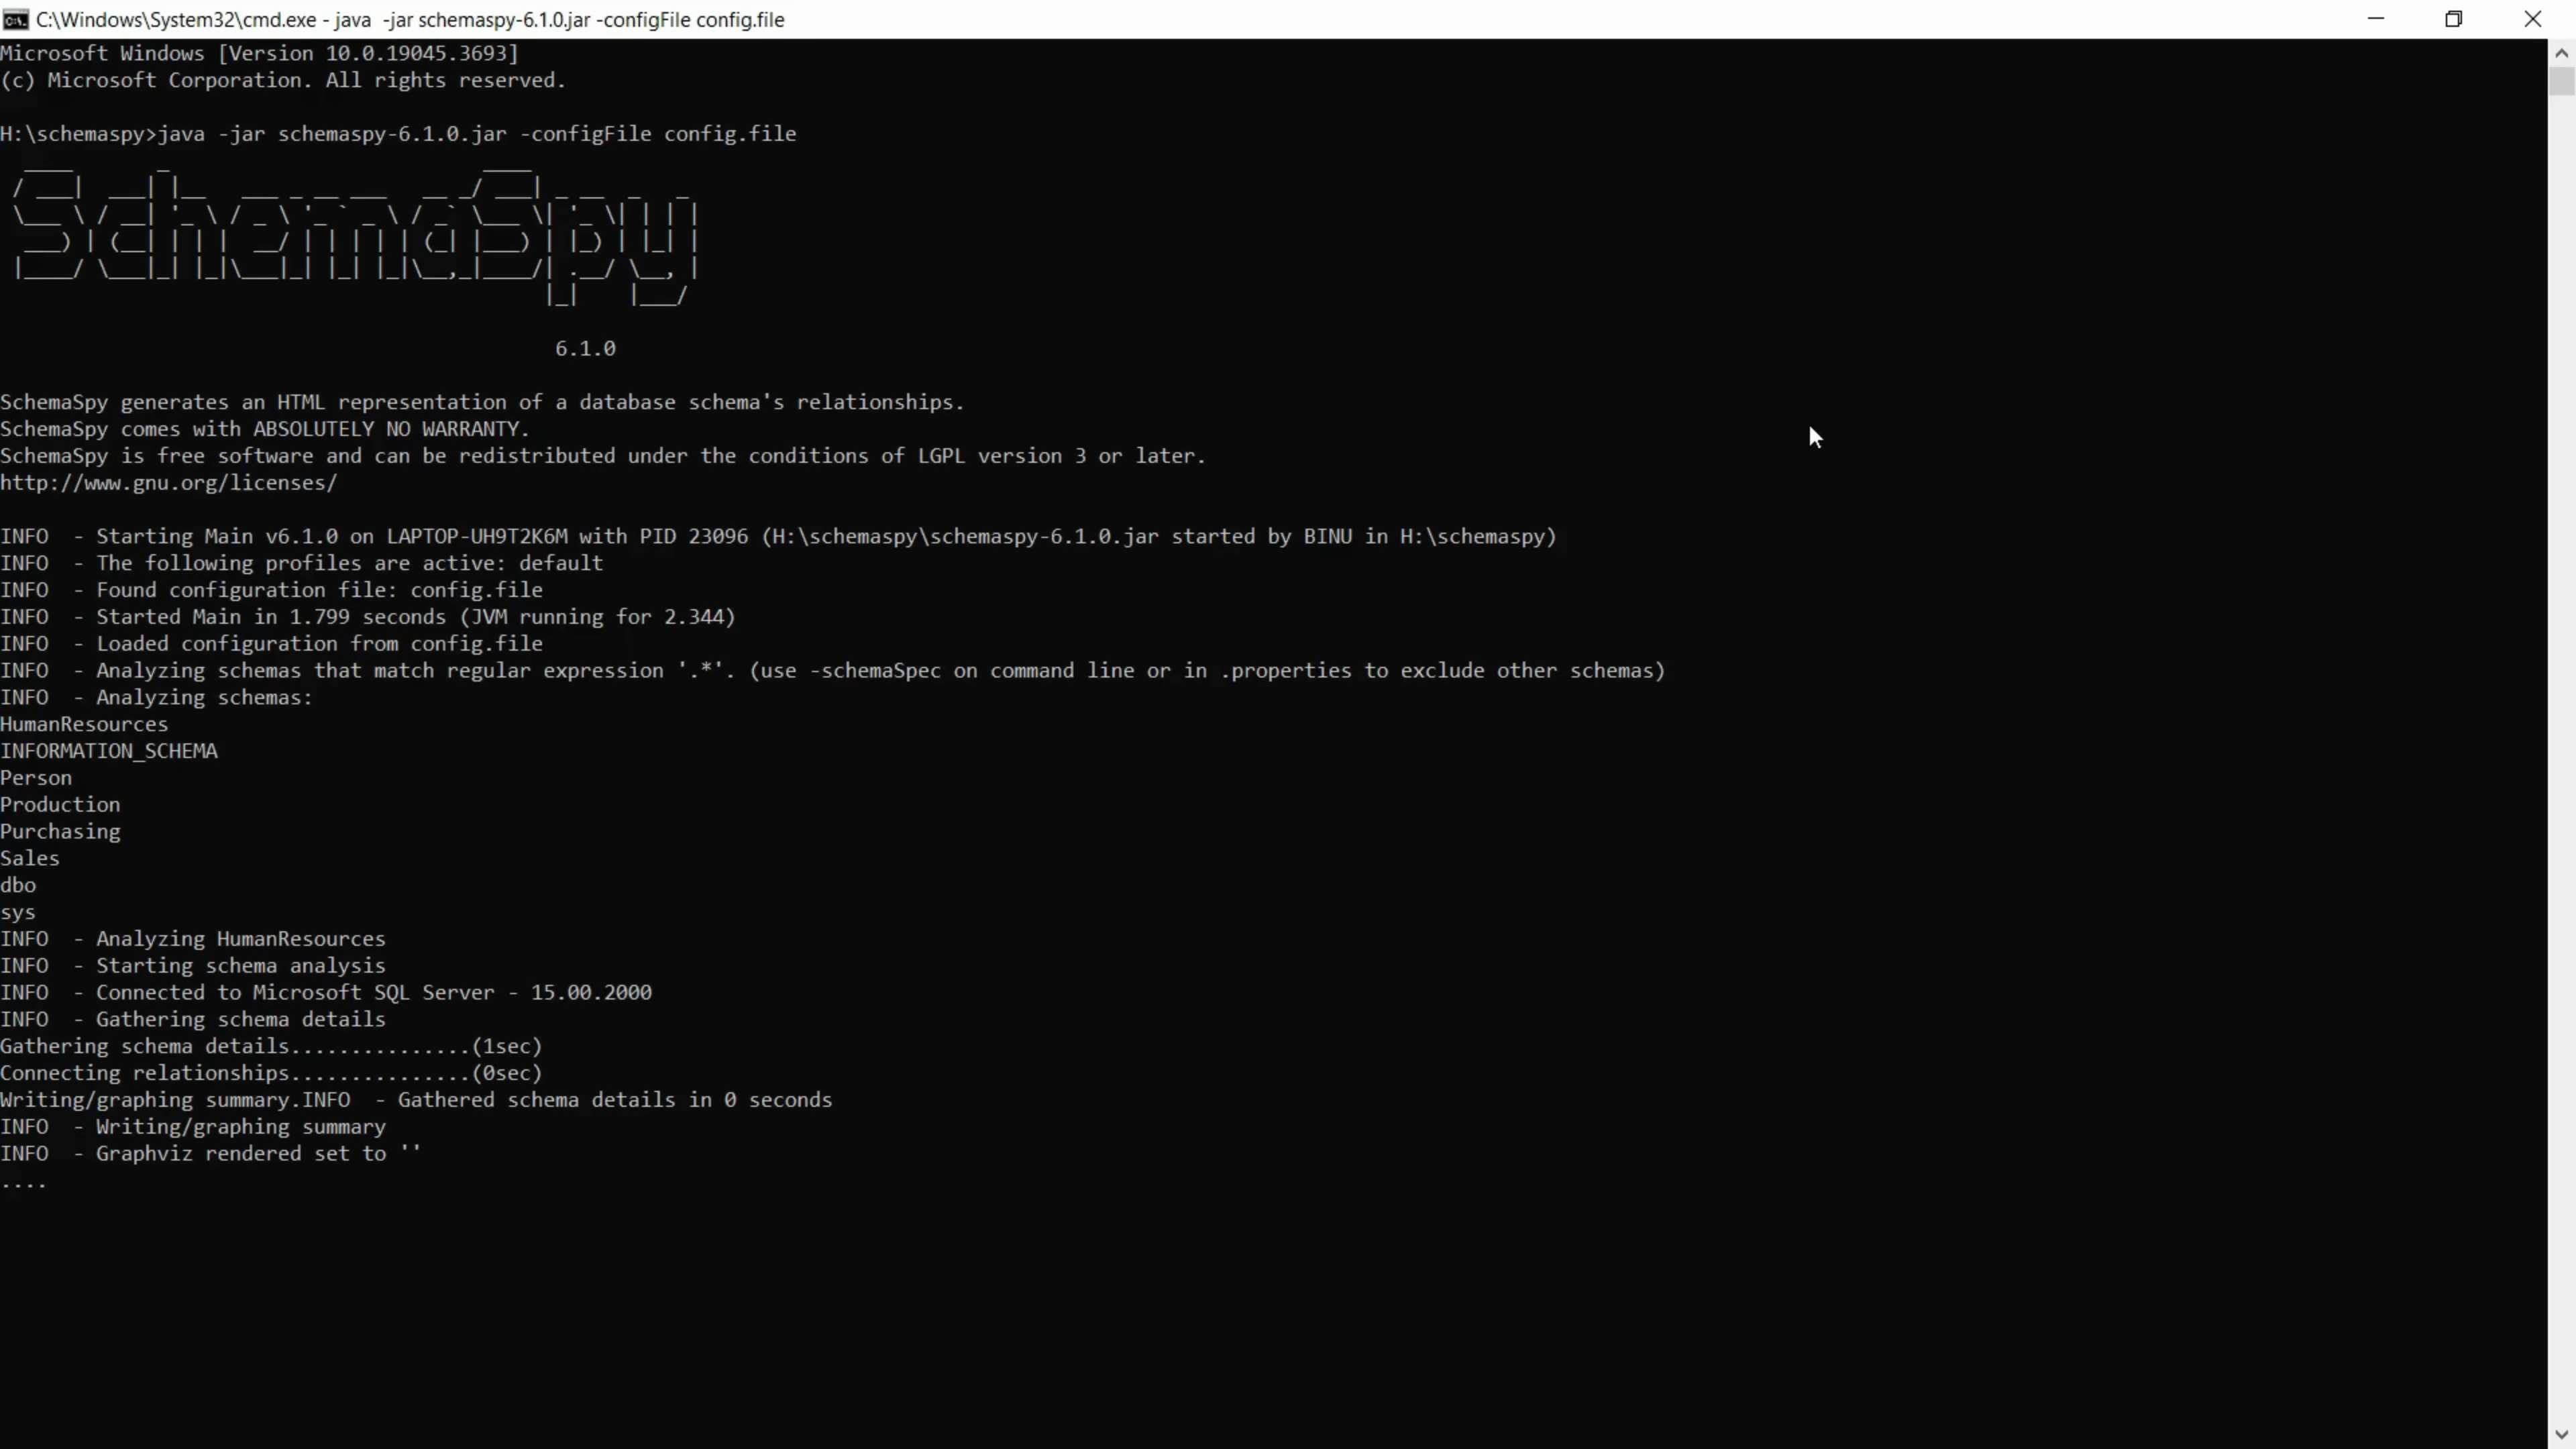 C:\Windows\System32\cmd.exe - java  -jar schemaspy-6.1.0.jar -configFile config.file
Microsoft Windows [Version 10.0.19045.3693]
(c) Microsoft Corporation. All rights reserved.
H:\schemaspy>java -jar schemaspy-6.1.0.jar -configFile config.file
SchemaSpy
6.1.0
SchemaSpy generates an HTML representation of a database schema's relationships.
SchemaSpy comes with ABSOLUTELY NO WARRANTY.
SchemaSpy is free software and can be redistributed under the conditions of LGPL version 3 or later.
http://www.gnu.org/licenses/
INFO  - Starting Main v6.1.0 on LAPTOP-UH9T2K6M with PID 23096 (H:\schemaspy\schemaspy-6.1.0.jar started by BINU in H:\schemaspy)
INFO  - The following profiles are active: default
INFO  - Found configuration file: config.file
INFO  - Started Main in 1.799 seconds (JVM running for 2.344)
INFO  - Loaded configuration from config.file
INFO  - Analyzing schemas that match regular expression '.*'. (use -schemaSpec on command line or in .properties to exclude other schemas)
INFO  - Analyzing schemas:
HumanResources
INFORMATION_SCHEMA
Person
Production
Purchasing
Sales
dbo
sys
INFO  - Analyzing HumanResources
INFO  - Starting schema analysis
INFO  - Connected to Microsoft SQL Server - 15.00.2000
INFO  - Gathering schema details
Gathering schema details...............(1sec)
Connecting relationships...............(0sec)
Writing/graphing summary.INFO  - Gathered schema details in 0 seconds
INFO  - Writing/graphing summary
INFO  - Graphviz rendered set to ''
....